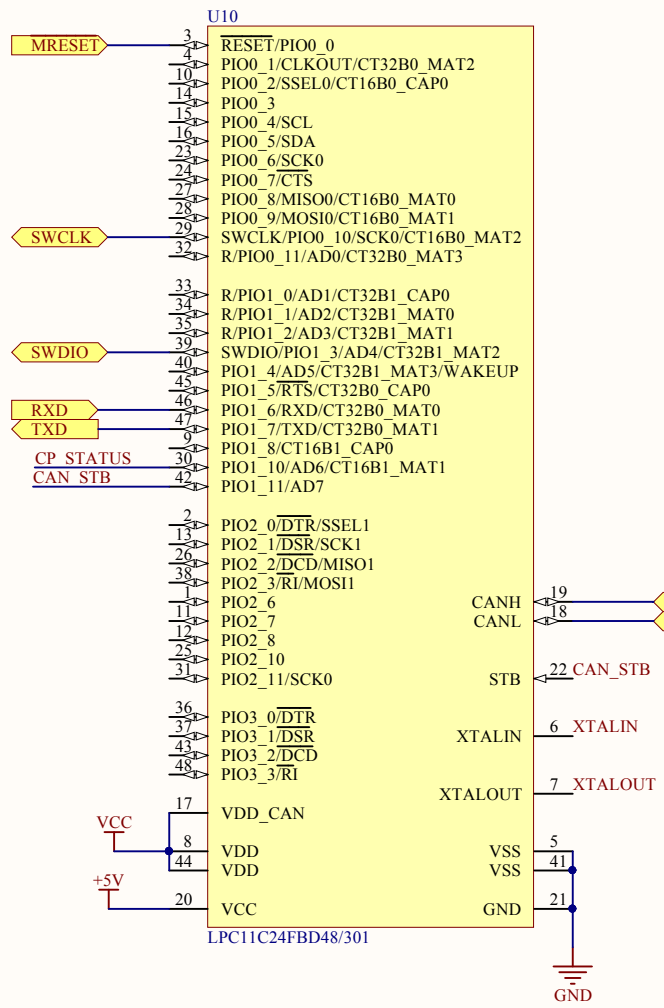 U10
MRESET 3 RESET/PIO0_0
4 PIO0_1/CLKOUT/CT32B0_MAT2
10 PIO0_2/SSEL0/CT16B0_CAP0
14 PIO0_3
15 PIO0_4/SCL
16 PIO0_5/SDA
23 PIO0_6/SCK0
24 PIO0_7/CTS
27 PIO0_8/MISO0/CT16B0_MAT0
28 PIO0_9/MOSI0/CT16B0_MAT1
SWCLK 29 SWCLK/PIO0_10/SCK0/CT16B0_MAT2
32 R/PIO0_11/AD0/CT32B0_MAT3
33 R/PIO1_0/AD1/CT32B1_CAP0
34 R/PIO1_1/AD2/CT32B1_MAT0
35 R/PIO1_2/AD3/CT32B1_MAT1
SWDIO 39 SWDIO/PIO1_3/AD4/CT32B1_MAT2
40 PIO1_4/AD5/CT32B1_MAT3/WAKEUP
45 PIO1_5/RTS/CT32B0_CAP0
RXD 46 PIO1_6/RXD/CT32B0_MAT0
TXD 47 PIO1_7/TXD/CT32B0_MAT1
9 PIO1_8/CT16B1_CAP0
CP_STATUS 30 PIO1_10/AD6/CT16B1_MAT1
CAN_STB 42 PIO1_11/AD7
2 PIO2_0/DTR/SSEL1
13 PIO2_1/DSR/SCK1
26 PIO2_2/DCD/MISO1
38 PIO2_3/RI/MOSI1
1 PIO2_6 CANH 19
11 PIO2_7 CANL 18
12 PIO2_8
25 PIO2_10
31 PIO2_11/SCK0 STB 22 CAN_STB
36 PIO3_0/DTR
37 PIO3_1/DSR XTALIN 6 XTALIN
43 PIO3_2/DCD
48 PIO3_3/RI
XTALOUT 7 XTALOUT
17 VDD_CAN
VCC
8 VDD VSS 5
44 VDD VSS 41
+5V
20 VCC GND 21
LPC11C24FBD48/301
GND